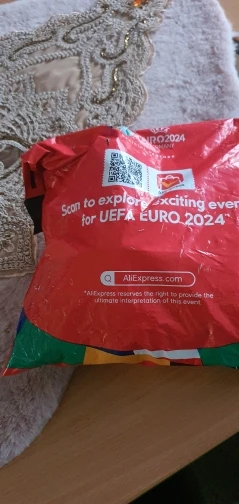 EURO2024
Scan to explore exciting even
for UEFA EURO 2024
AliExpress.com
*AliExpress reserves the right to provide the
ultimate interpretation of this event.